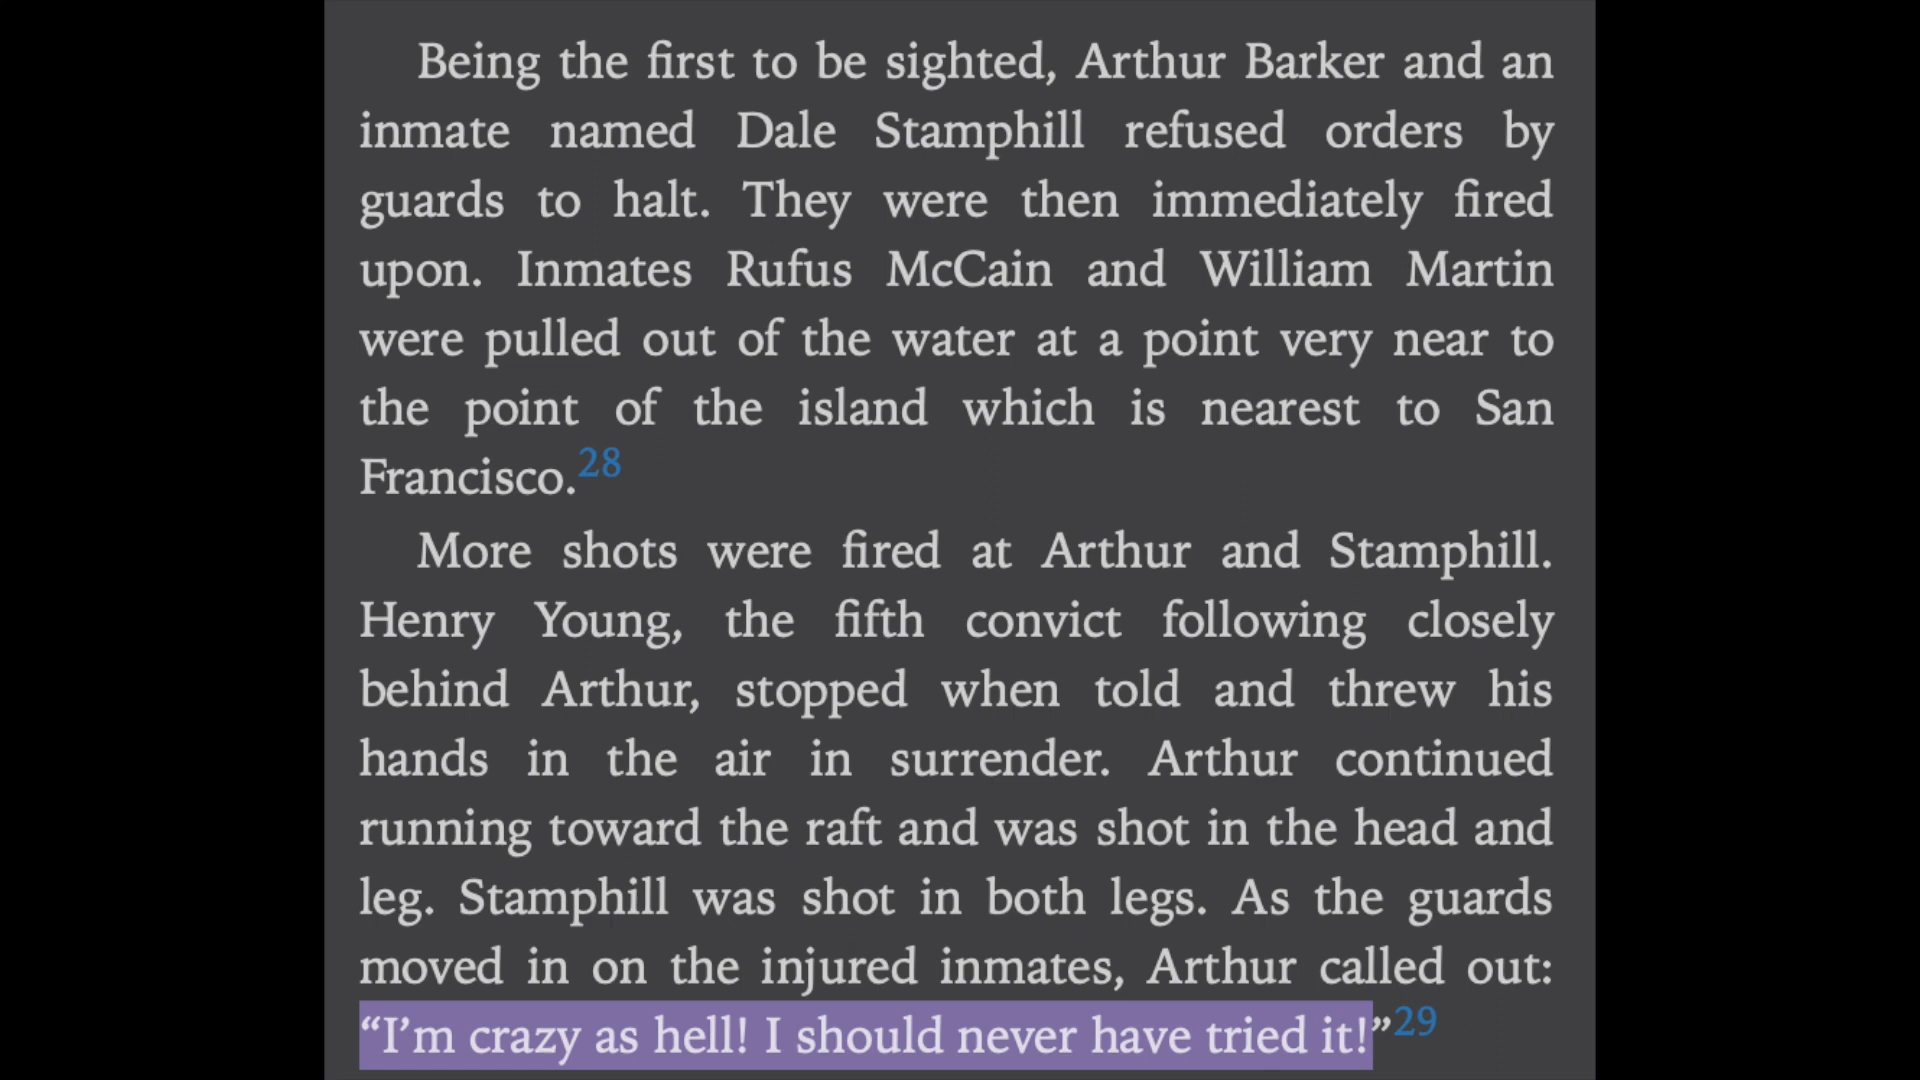 Being the first to be sighted, Arthur Barker and an
inmate named Dale Stamphill refused orders by
guards to halt. They were then immediately fired
upon. Inmates Rufus McCain and William Martin
were pulled out of the water at a point very near to
the point of the island which is nearest to San
Francisco.28
More shots were fired at Arthur and Stamphill.
Henry Young, the fifth convict following closely
behind Arthur, stopped when told and threw his
hands in the air in surrender. Arthur continued
running toward the raft and was shot in the head and
leg. Stamphill was shot in both legs. As the guards
moved in on the injured inmates, Arthur called out:
“I’m crazy as hell! I should never have tried it!”29